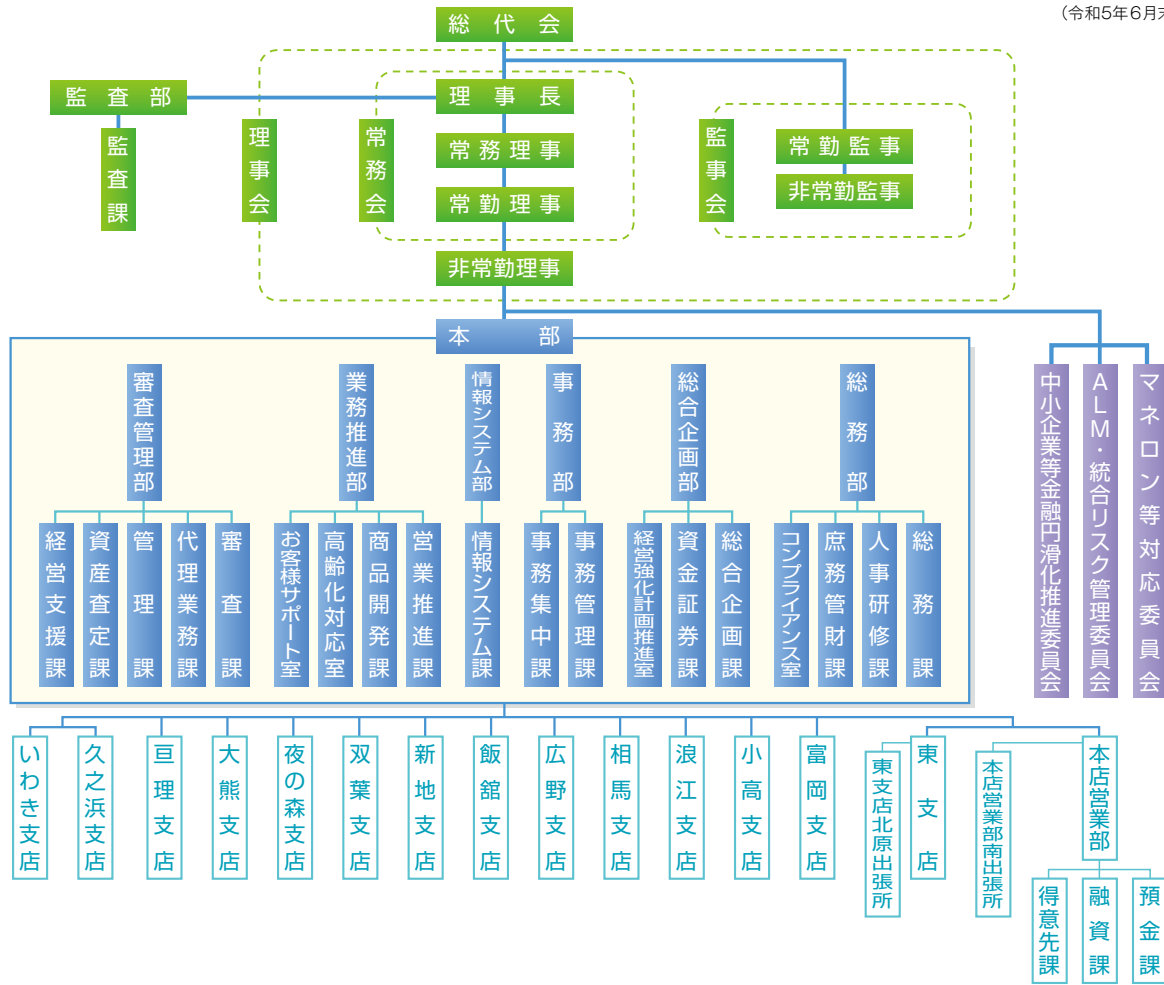 （令和5年6月末
総代会
監査部
理事長
監査課
理事会
常務会
常務理事
監事会
常勤監事
常勤理事
非常勤監事
非常勤理事
本部
審査管理部
業務推進部
情報システム部
事務部
総合企画部
総務部
中小企業等金融円滑化推進委員会
ALM・統合リスク管理委員会
マネロン等対応委員会
経営支援課
資産査定課
管理課
代理業務課
審査課
お客様サポート室
高齢化対応室
商品開発課
営業推進課
情報システム課
事務集中課
事務管理課
経営強化計画推進室
資金証券課
総合企画課
コンプライアンス室
庶務管財課
人事研修課
総務課
いわき支店
久之浜支店
亘理支店
大熊支店
夜の森支店
双葉支店
新地支店
飯舘支店
広野支店
相馬支店
浪江支店
小高支店
富岡支店
東支店北原出張所
東支店
本店営業部南出張所
本店営業部
得意先課
融資課
預金課